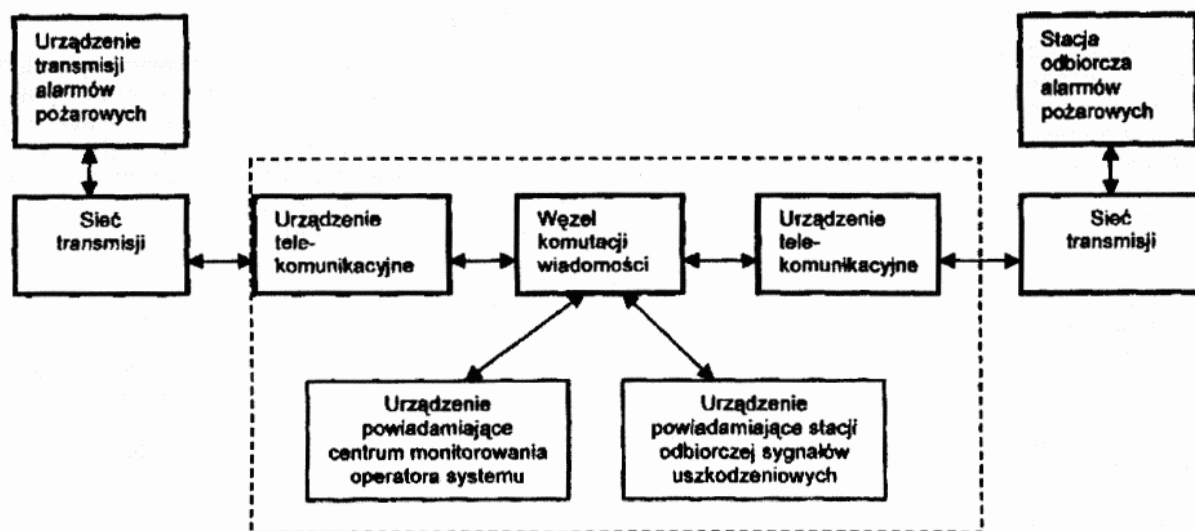 Urządzenie
transmisji
alarmów
pożarowych
Stacja
odbiorcza
alarmów
pożarowych
Sieć
transmisji
Urządzenie
tele-
komunikacyjne
Węzeł
komutacji
wiadomości
Urządzenie
tele-
komunikacyjne
Sieć
transmisji
Urządzenie
powiadamiające
centrum monitorowania
operatora systemu
Urządzenie
powiadamiające stacji
odbiorczej sygnałów
uszkodzeniowych